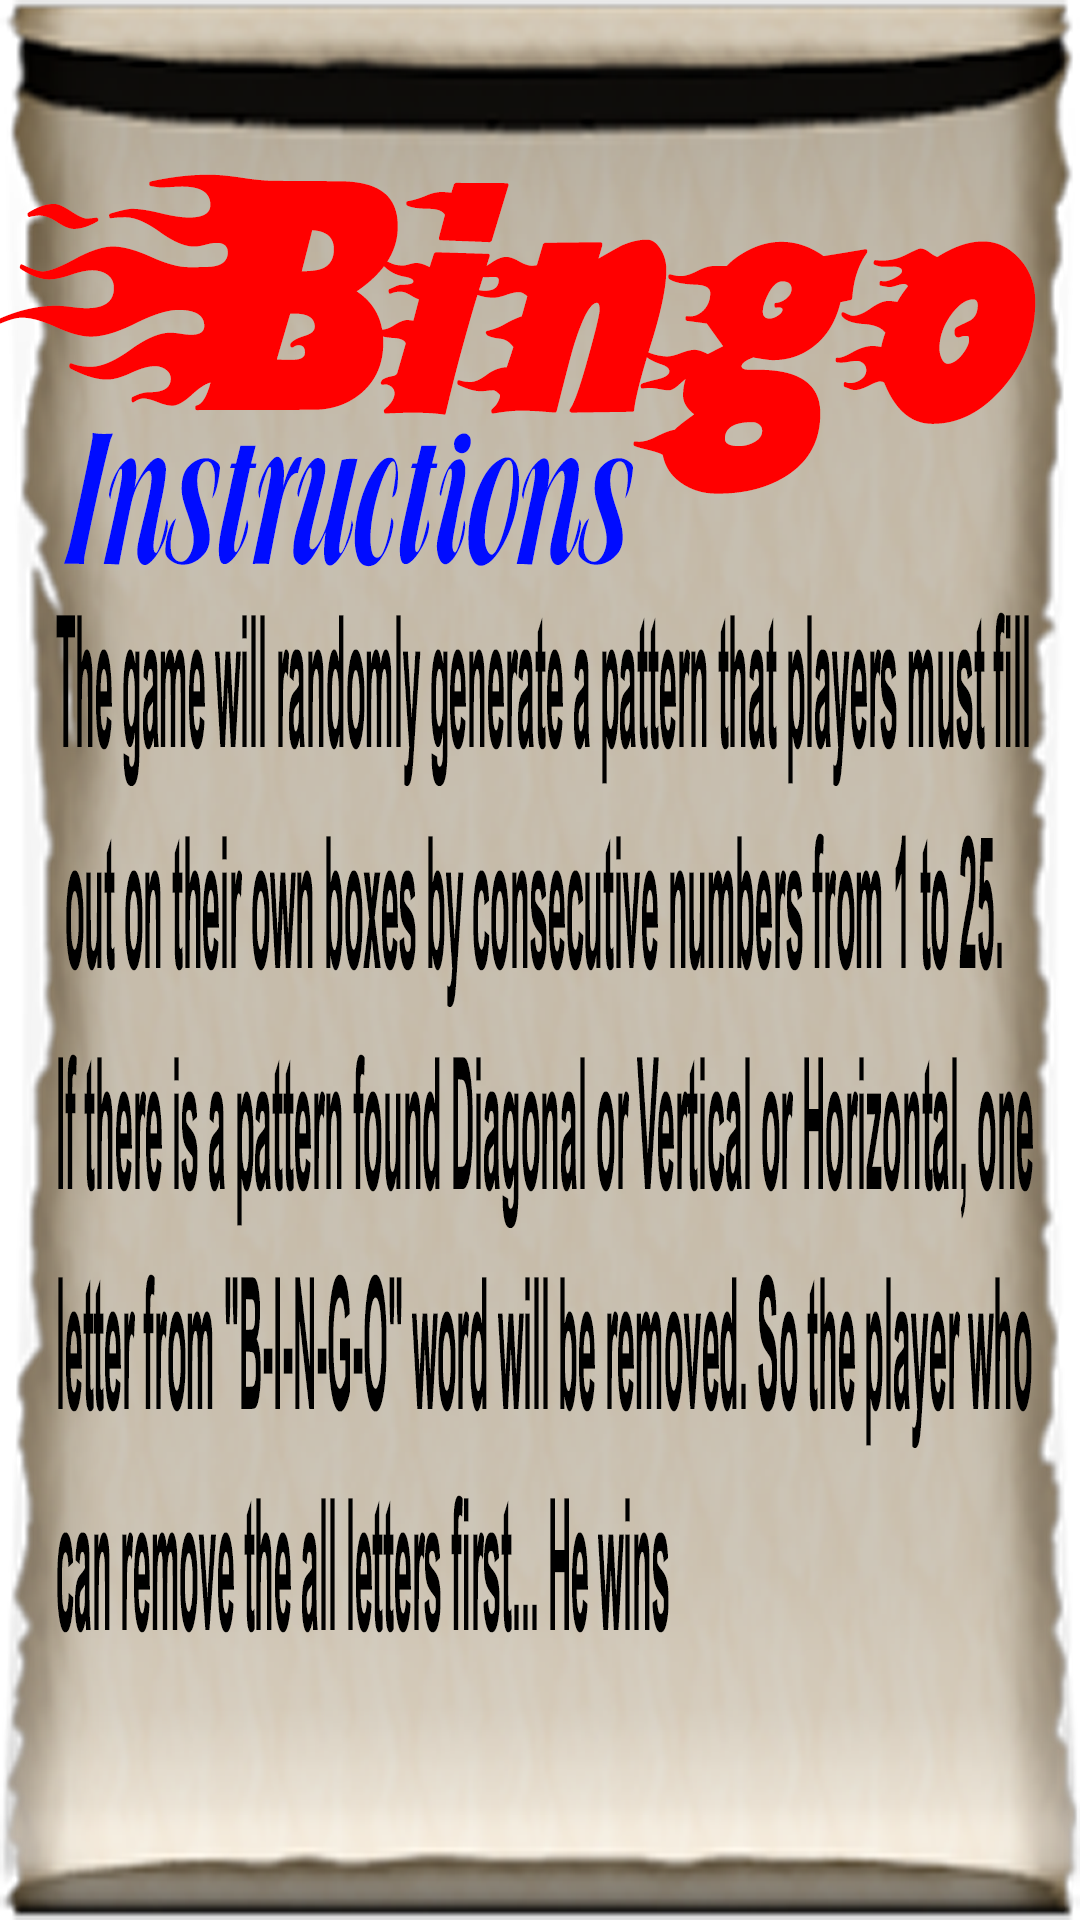 Bingo
Instructions
The game will randomly generate a pattern that players must fill
out on their own boxes by consecutive numbers from 1 to 25.
If there is a pattern found Diagonal or Vertical or Horizontal, one
letter from "B-I-N-G-O" word will be removed. So the player who
can remove the all letters first... He wins